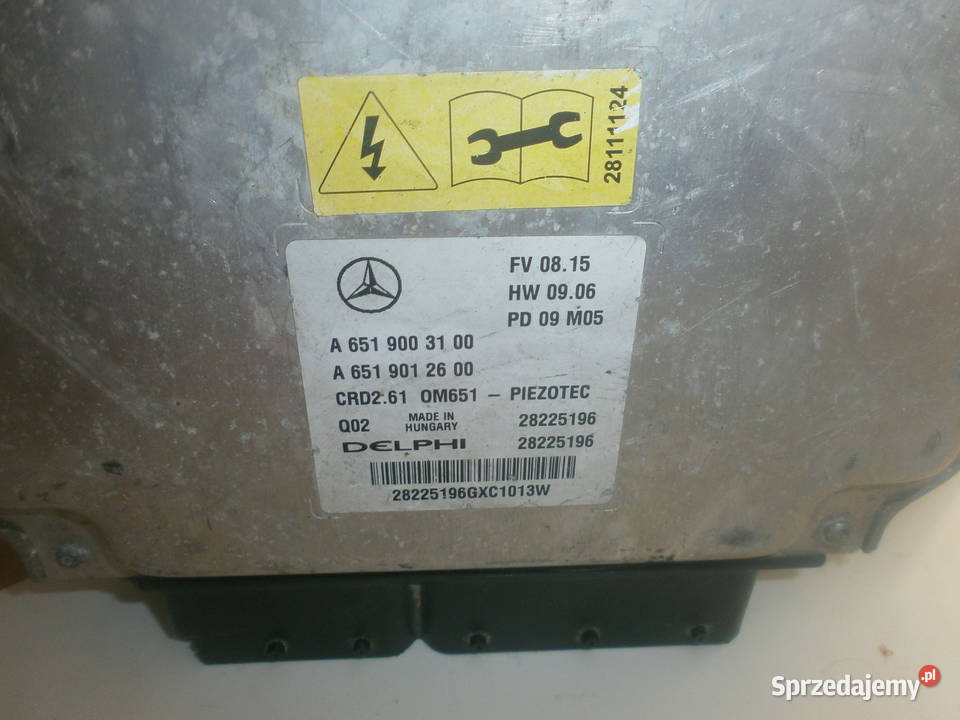 28111124
FV 08.15
HW 09.06
PD 09 M05
A 651 900 31 00
A 651 901 26 00
CRD2.61 OM651 – PIEZOTEC
Q02 MADE IN HUNGARY 28225196
DELPHI 28225196
28225196GXC1013W
Sprzedajemy.pl